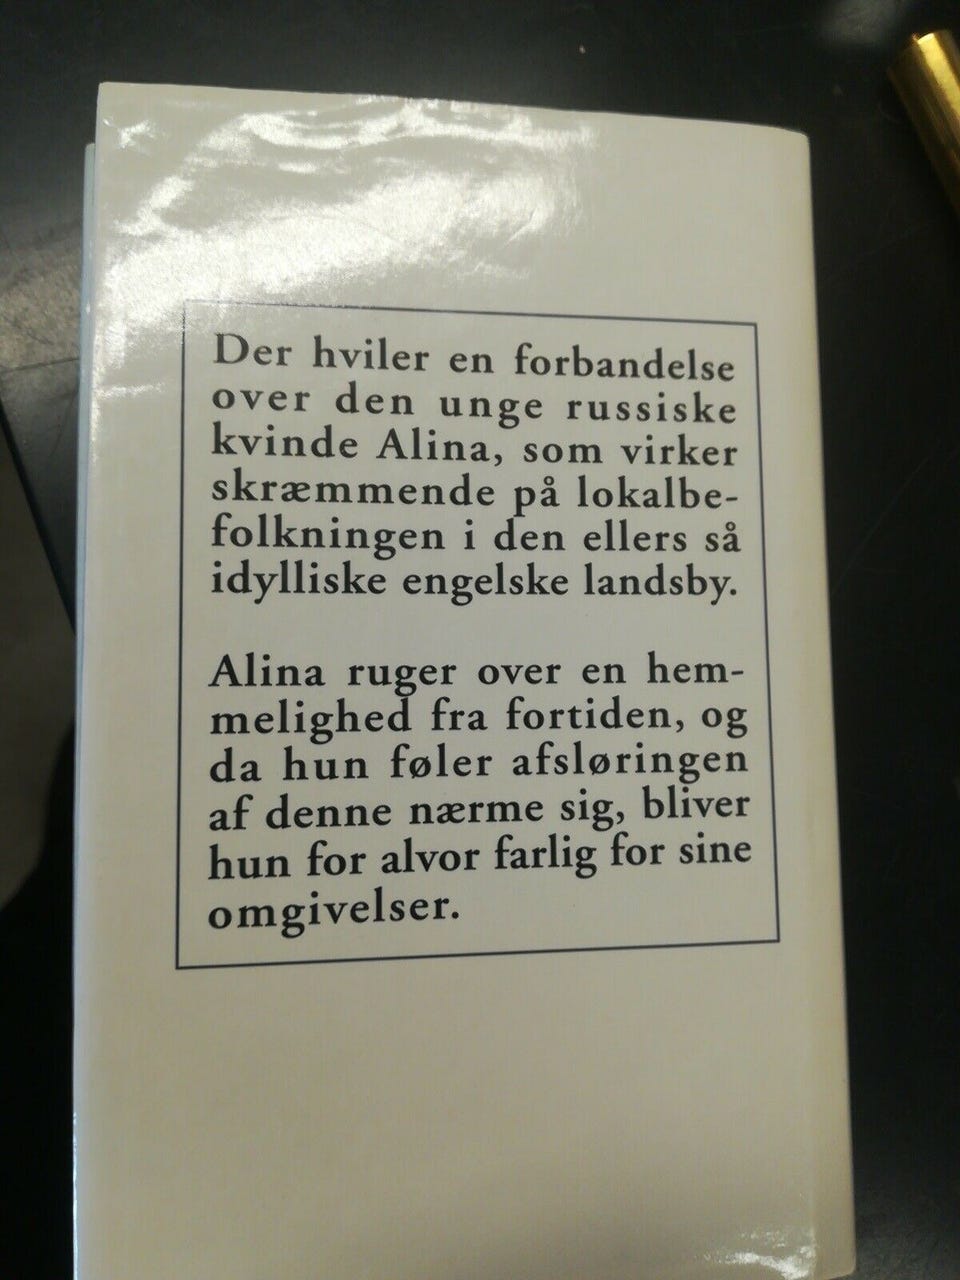 Der hviler en forbandelse
over den unge russiske
kvinde Alina, som virker
skræmmende på lokalbe-
folkningen i den ellers så
idylliske engelske landsby.
Alina ruger over en hem-
melighed fra fortiden, og
da hun føler afsløringen
af denne nærme sig, bliver
hun for alvor farlig for sine
omgivelser.